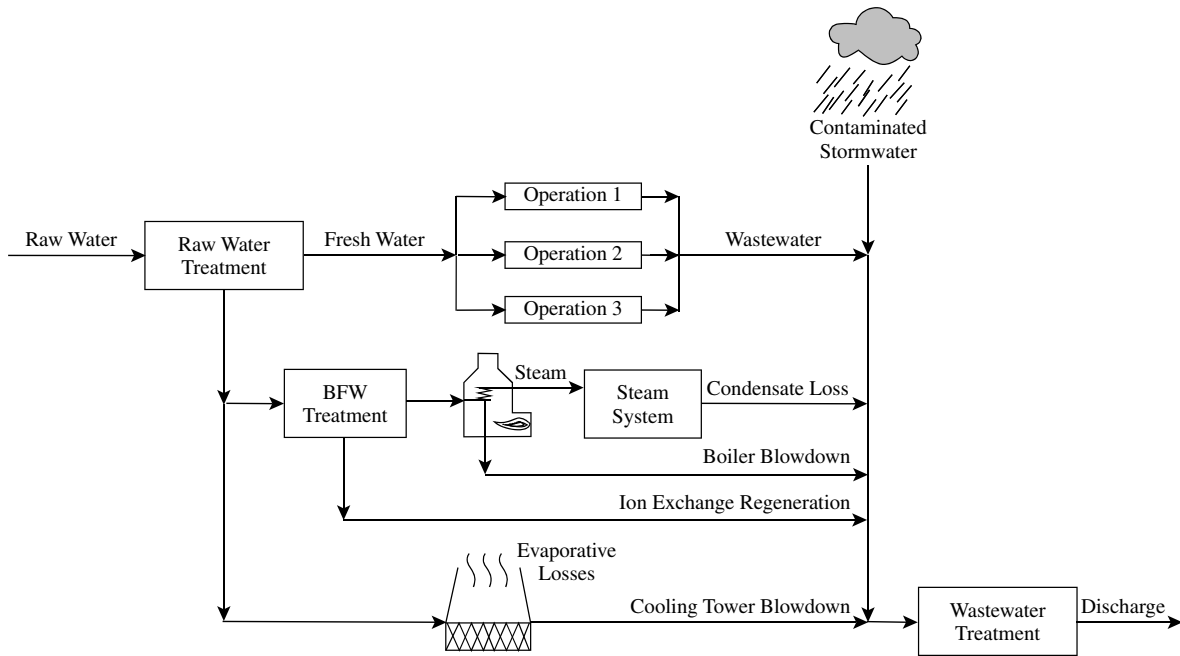 Contaminated
Stormwater
Operation 1
Raw Water
Raw Water
Treatment
Fresh Water
Operation 2
Wastewater
Operation 3
BFW
Treatment
Steam
Steam
System
Condensate Loss
Boiler Blowdown
Ion Exchange Regeneration
Evaporative
Losses
Cooling Tower Blowdown
Wastewater
Treatment
Discharge